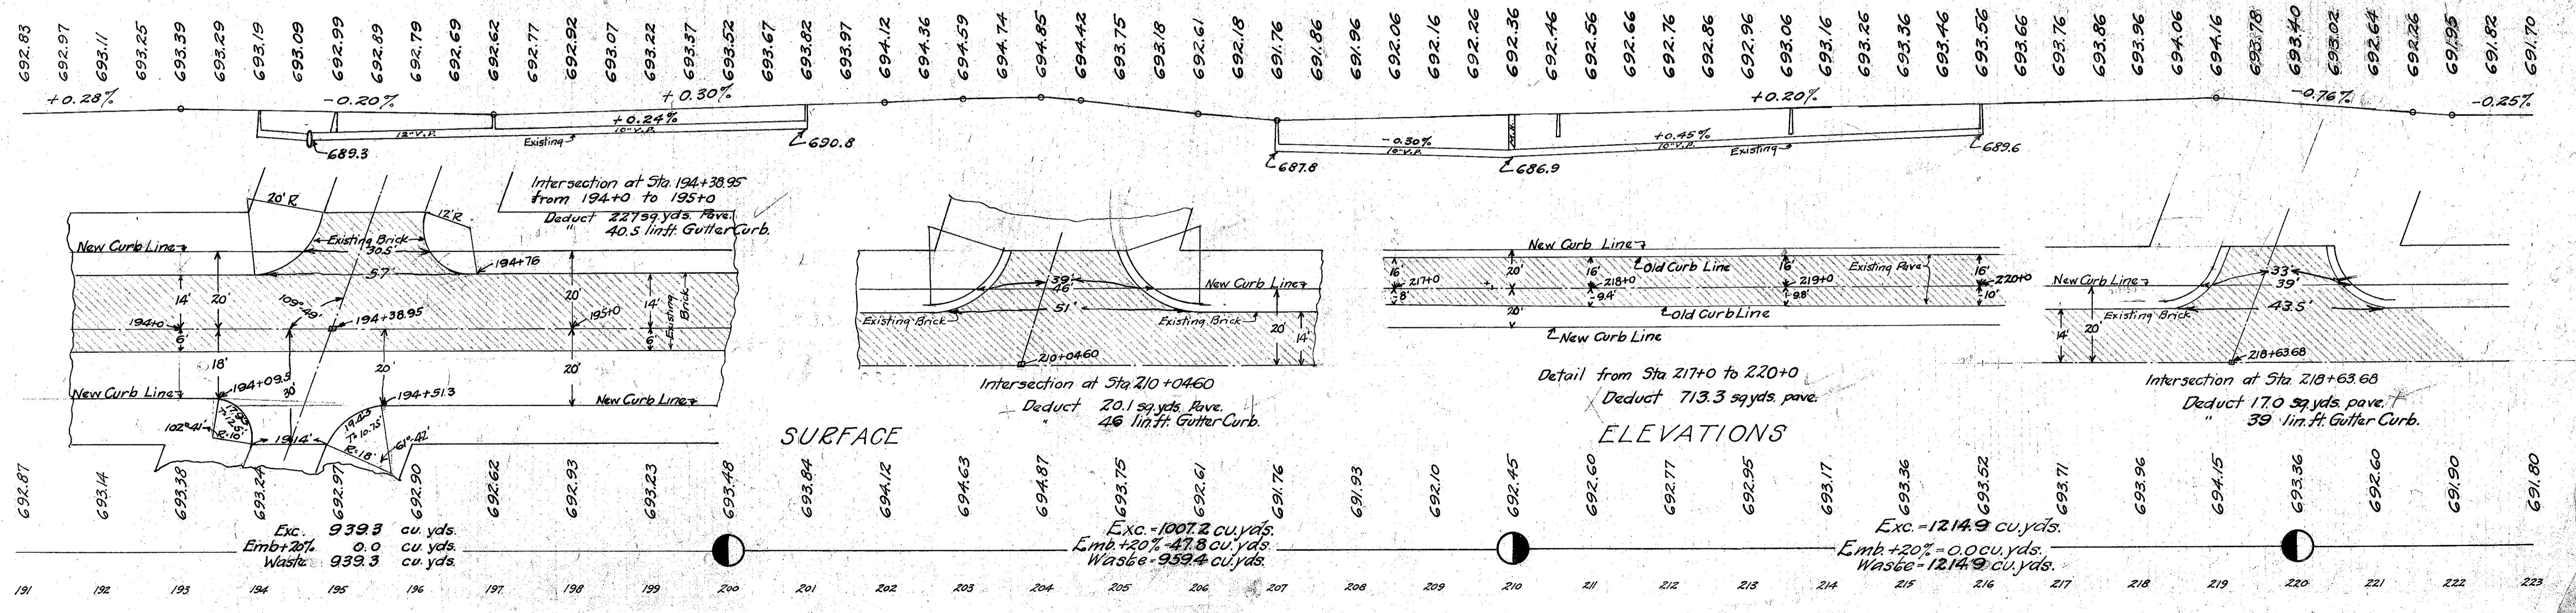 692.83 692.97 693.11 693.25 693.39 693.29 693.19 693.09 692.99 692.89 692.79 692.69 692.62 692.77 692.92 693.07 693.22 693.37 693.52 693.67 693.82 693.97 694.12 694.36 694.59 694.74 694.85 694.42 693.75 693.18 692.61 692.18 691.76 691.86 691.96 692.06 692.16 692.26 692.36 692.46 692.56 692.66 692.76 692.86 692.96 693.06 693.16 693.26 693.36 693.46 693.56 693.66 693.76 693.86 693.96 694.06 694.16 693.78 693.40 693.02 692.64 692.26 691.95 691.82 691.70
+0.28% -0.20% +0.30% +0.20% -0.76% -0.25%
+0.24%
12"V.P. 10"V.P.
Existing
689.3
690.8
-0.30% +0.45%
10"V.P. 10"V.P.
Existing
687.8
686.9
689.6
Intersection at Sta. 194+38.95
from 194+0 to 195+0
Deduct 227 sq.yds. Pave.
" 40.5 lin.ft. Gutter Curb.
20' R
12' R
New Curb Line
Existing Brick
30.5'
57'
194+76
14' 20' 20' 14'
109°49'
Existing Brick
194+0
194+38.95
195+0
6' 6'
18'
20' 20'
194+09.5
30'
194+51.3
New Curb Line
New Curb Line
17.93
T=12.5'
R=10'
102°41'
19.14'
T=10.75'
R=18'
61°42'
39'
46'
51'
New Curb Line
Existing Brick
Existing Brick
20'
14'
210+04.60
Intersection at Sta. 210+04.60
Deduct 20.1 sq.yds. Pave.
" 46 lin.ft. Gutter Curb.
New Curb Line
Old Curb Line
Existing Pave
16' 20' 16' 16' 16'
217+0 218+0 219+0 220+0
8' 9.4' 9.8' 10'
20'
Old Curb Line
New Curb Line
Detail from Sta. 217+0 to 220+0
Deduct 713.3 sq.yds. pave.
33'
39'
43.5'
New Curb Line
Existing Brick
14'
20'
218+63.68
Intersection at Sta. 218+63.68
Deduct 17.0 sq.yds. pave.
" 39 lin.ft. Gutter Curb.
SURFACE ELEVATIONS
692.87 693.14 693.38 693.24 692.97 692.90 692.62 692.93 693.23 693.48 693.84 694.12 694.63 694.87 693.75 692.61 691.76 691.93 692.10 692.45 692.60 692.77 692.95 693.17 693.36 693.52 693.71 693.96 694.15 693.36 692.60 691.90 691.80
Exc. 939.3 cu. yds.
Emb+20% 0.0 cu. yds.
Waste 939.3 cu. yds.
Exc.=1007.2 cu.yds.
Emb.+20%=47.8 cu.yds.
Waste=959.4 cu.yds.
Exc.=1214.9 cu.yds.
Emb.+20%=0.0 cu.yds.
Waste=1214.9 cu.yds.
191 192 193 194 195 196 197 198 199 200 201 202 203 204 205 206 207 208 209 210 211 212 213 214 215 216 217 218 219 220 221 222 223